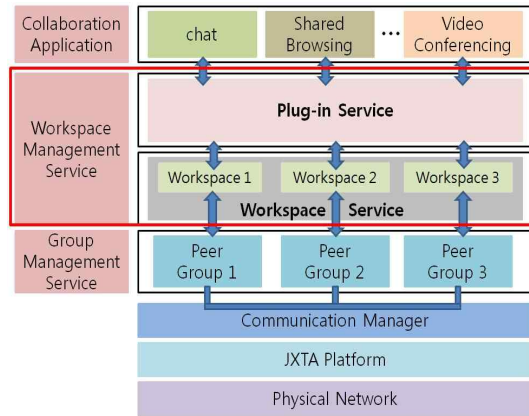 Collaboration
Application
chat
Shared
Browsing
...
Video
Conferencing
Workspace
Management
Service
Plug-in Service
Workspace 1
Workspace 2
Workspace 3
Workspace Service
Group
Management
Service
Peer
Group 1
Peer
Group 2
Peer
Group 3
Communication Manager
JXTA Platform
Physical Network